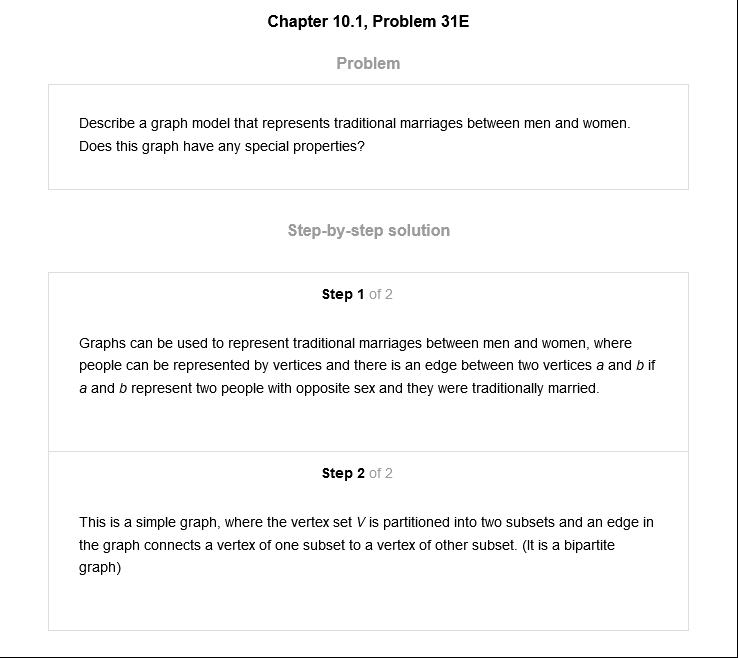 Chapter 10.1, Problem 31E
Problem
Describe a graph model that represents traditional marriages between men and women.
Does this graph have any special properties?
Step-by-step solution
Step 1 of 2
Graphs can be used to represent traditional marriages between men and women, where
people can be represented by vertices and there is an edge between two vertices a and b if
a and b represent two people with opposite sex and they were traditionally married.
Step 2 of 2
This is a simple graph, where the vertex set V is partitioned into two subsets and an edge in
the graph connects a vertex of one subset to a vertex of other subset. (It is a bipartite
graph)